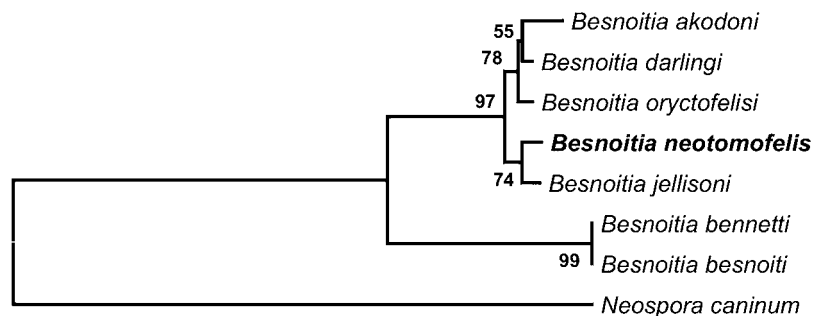 Besnoitia akodoni
55
78
Besnoitia darlingi
97
Besnoitia oryctofelisi
Besnoitia neotomofelis
74
Besnoitia jellisoni
Besnoitia bennetti
99
Besnoitia besnoiti
Neospora caninum